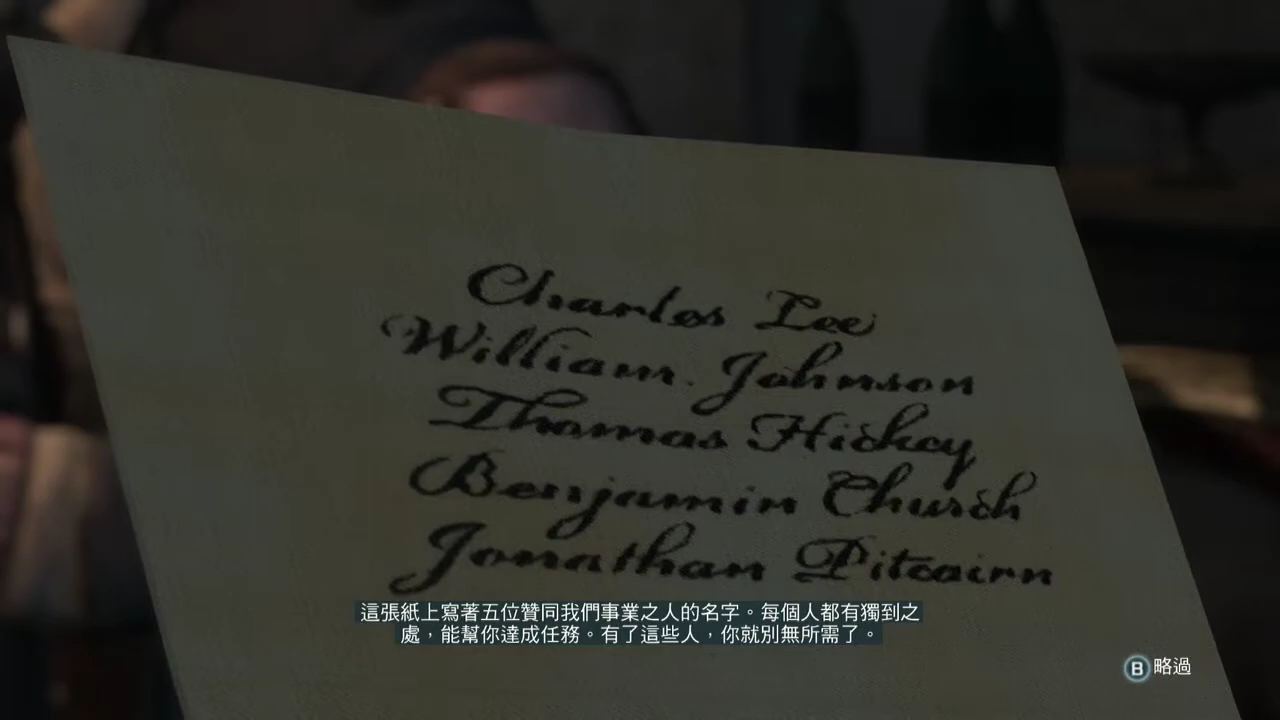 Charles Lee
William Johnson
Thomas Hickey
Benjamin Church
Jonathan Pitcairn
這張紙上寫著五位贊同我們事業之人的名字。每個人都有獨到之
處，能幫你達成任務。有了這些人，你就別無所需了。
B 略過